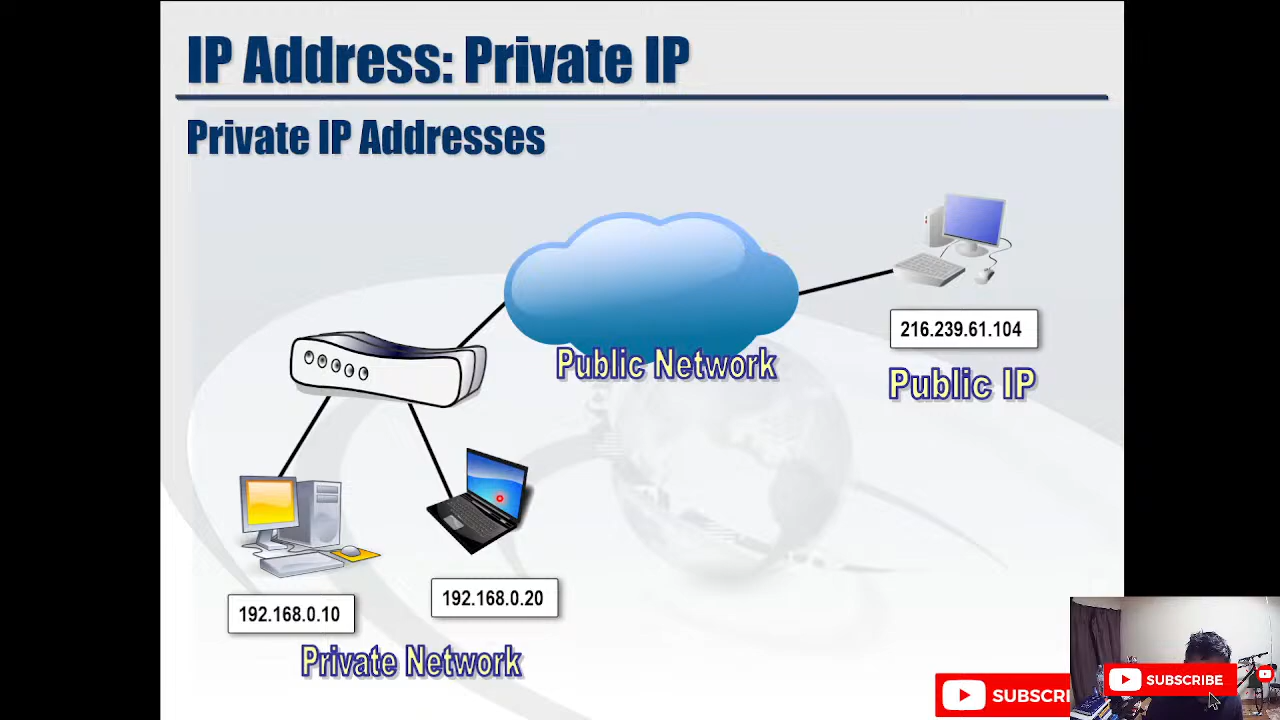 IP Address: Private IP
Private IP Addresses
216.239.61.104
Public Network
Public IP
192.168.0.10
192.168.0.20
Private Network
SUBSCRI
SUBSCRIBE